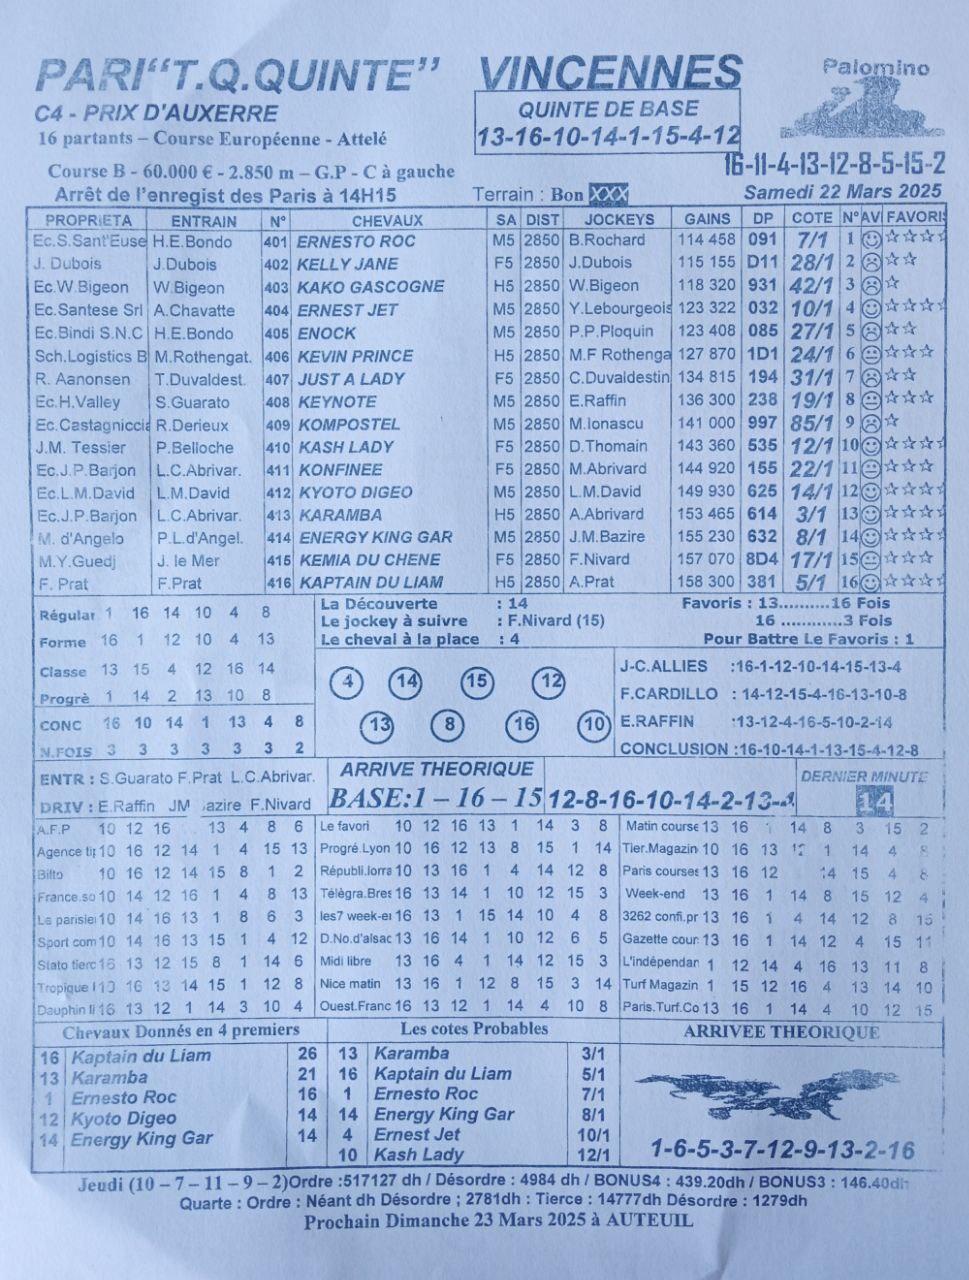 PARI“T.Q.QUINTE” VINCENNES
Palomino
C4 - PRIX D'AUXERRE
QUINTE DE BASE
16 partants – Course Européenne - Attelé
13-16-10-14-1-15-4-12
Course B - 60.000 € - 2.850 m – G.P - C à gauche
16-11-4-13-12-8-5-15-2
Arrêt de l'enregist des Paris à 14H15 Terrain : Bon XXX Samedi 22 Mars 2025
PROPRIETA ENTRAIN N° CHEVAUX SA DIST JOCKEYS GAINS DP COTE N° AV FAVORIS
Ec.S.Sant'Euse H.E.Bondo 401 ERNESTO ROC M5 2850 B.Rochard 114 458 091 7/1 1 ☺ ☆☆☆☆
J. Dubois J.Dubois 402 KELLY JANE F5 2850 J.Dubois 115 155 D11 28/1 2 ☹ ☆☆
Ec.W.Bigeon W.Bigeon 403 KAKO GASCOGNE H5 2850 W.Bigeon 118 320 931 42/1 3 ☹ ☆
Ec.Santese Srl A.Chavatte 404 ERNEST JET M5 2850 Y.Lebourgeois 123 322 032 10/1 4 ☺ ☆☆☆☆
Ec.Bindi S.N.C H.E.Bondo 405 ENOCK M5 2850 P.P.Ploquin 123 408 085 27/1 5 ☹ ☆☆
Sch.Logistics B M.Rothengat. 406 KEVIN PRINCE H5 2850 M.F Rothenga 127 870 1D1 24/1 6 😐 ☆☆☆
R. Aanonsen T.Duvaldest. 407 JUST A LADY F5 2850 C.Duvaldestin 134 815 194 31/1 7 ☹ ☆☆
Ec.H.Valley S.Guarato 408 KEYNOTE M5 2850 E.Raffin 136 300 238 19/1 8 😐 ☆☆☆
Ec.Castagniccia R.Derieux 409 KOMPOSTEL M5 2850 M.Ionascu 141 000 997 85/1 9 ☹ ☆
J.M. Tessier P.Belloche 410 KASH LADY F5 2850 D.Thomain 143 360 535 12/1 10 ☺ ☆☆☆☆
Ec.J.P.Barjon L.C.Abrivar. 411 KONFINEE F5 2850 M.Abrivard 144 920 155 22/1 11 😐 ☆☆☆
Ec.L.M.David L.M.David 412 KYOTO DIGEO M5 2850 L.M.David 149 930 625 14/1 12 ☺ ☆☆☆☆
Ec.J.P.Barjon L.C.Abrivar. 413 KARAMBA H5 2850 A.Abrivard 153 465 614 3/1 13 ☺ ☆☆☆☆
M. d'Angelo P.L.d'Angel. 414 ENERGY KING GAR M5 2850 J.M.Bazire 155 230 632 8/1 14 ☺ ☆☆☆☆
M.Y.Guedj J. le Mer 415 KEMIA DU CHENE F5 2850 F.Nivard 157 070 8D4 17/1 15 😐 ☆☆☆
F. Prat F.Prat 416 KAPTAIN DU LIAM H5 2850 A.Prat 158 300 381 5/1 16 ☺ ☆☆☆☆
Régular 1 16 14 10 4 8
Forme 16 1 12 10 4 13
Classe 13 15 4 12 16 14
Progrè 1 14 2 13 10 8
CONC 16 10 14 1 13 4 8
N.FOIS 3 3 3 3 3 3 2
La Découverte : 14
Le jockey à suivre : F.Nivard (15)
Le cheval à la place : 4
Favoris : 13..........16 Fois
16 ............3 Fois
Pour Battre Le Favoris : 1
4 14 15 12
13 8 16 10
J-C.ALLIES :16-1-12-10-14-15-13-4
F.CARDILLO : 14-12-15-4-16-13-10-8
E.RAFFIN :13-12-4-16-5-10-2-14
CONCLUSION :16-10-14-1-13-15-4-12-8
ENTR : S.Guarato F.Prat L.C.Abrivar.
DRIV : E.Raffin JM azire F.Nivard
ARRIVE THEORIQUE
BASE:1 – 16 – 15 12-8-16-10-14-2-13-4
DERNIER MINUTE
14
A.F.P 10 12 16 13 4 8 6
Agence tip 10 16 12 14 1 4 15 13
Bilto 10 16 12 14 15 8 1 2
France.so 10 14 12 16 1 4 8 13
Le parisie 10 14 16 13 1 8 6 3
Sport com 10 14 16 13 15 1 4 12
Stato tierc 16 13 12 15 8 1 14 6
Tropique 10 16 13 14 15 1 12 8
Dauphin li 16 13 12 1 14 3 10 4
Le favori 10 12 16 13 1 14 3 8
Progré.Lyon 10 16 12 13 8 15 1 14
Républi.lorra 10 13 16 1 4 14 12 8
Télègra.Bres 16 13 14 1 10 12 15 3
les7 week-e 16 13 1 15 14 10 4 8
D.No.d'alsac 13 16 14 1 10 12 6 5
Midi libre 13 16 4 1 14 12 15 3
Nice matin 13 16 1 12 8 15 3 14
Ouest.Franc 16 13 12 1 14 4 10 8
Matin course 13 16 14 8 3 15 2
Tier.Magazin 10 16 13 12 1 14 4 8
Paris courses 13 16 12 14 15 4 8
Week-end 13 16 1 14 8 15 12 4
3262 confi.pr 13 16 1 4 14 12 8 15
Gazette cour 13 16 1 14 12 4 15 11
L'indépendan 1 12 14 4 16 13 11 8
Turf Magazin 1 15 12 16 4 13 14 10
Paris.Turf.Co 13 16 1 14 4 10 12 15
Chevaux Donnés en 4 premiers
16 Kaptain du Liam 26
13 Karamba 21
1 Ernesto Roc 16
12 Kyoto Digeo 14
14 Energy King Gar 14
Les cotes Probables
13 Karamba 3/1
16 Kaptain du Liam 5/1
1 Ernesto Roc 7/1
14 Energy King Gar 8/1
4 Ernest Jet 10/1
10 Kash Lady 12/1
ARRIVEE THEORIQUE
1-6-5-3-7-12-9-13-2-16
Jeudi (10 – 7 – 11 – 9 – 2)Ordre :517127 dh / Désordre : 4984 dh / BONUS4 : 439.20dh / BONUS3 : 146.40dh
Quarte : Ordre : Néant dh Désordre ; 2781dh : Tierce : 14777dh Désordre : 1279dh
Prochain Dimanche 23 Mars 2025 à AUTEUIL